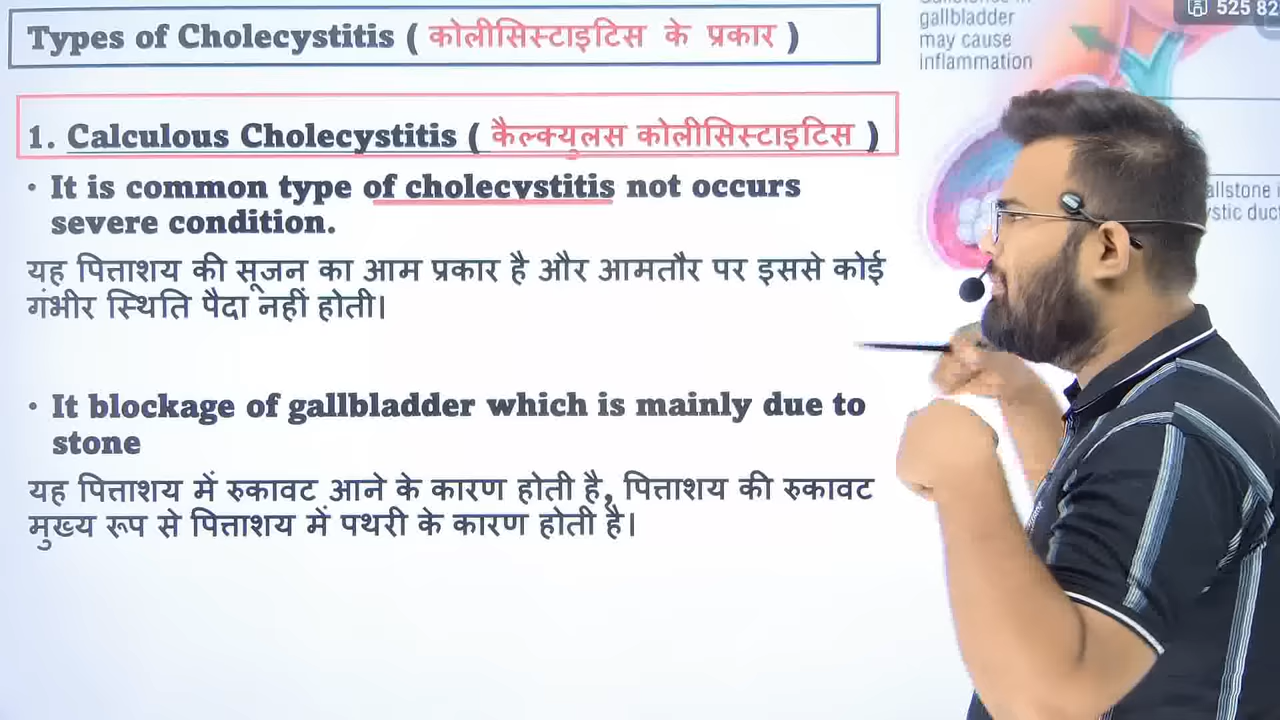 Types of Cholecystitis ( कोलीसिस्टाइटिस के प्रकार )
1. Calculous Cholecystitis ( कैल्क्युलस कोलीसिस्टाइटिस )
• It is common type of cholecystitis not occurs
severe condition.
यह पित्ताशय की सूजन का आम प्रकार है और आमतौर पर इससे कोई
गंभीर स्थिति पैदा नहीं होती।
• It blockage of gallbladder which is mainly due to
stone
यह पित्ताशय में रुकावट आने के कारण होती है, पित्ताशय की रुकावट
मुख्य रूप से पित्ताशय में पथरी के कारण होती है।
gallbladder
may cause
inflammation
525 82